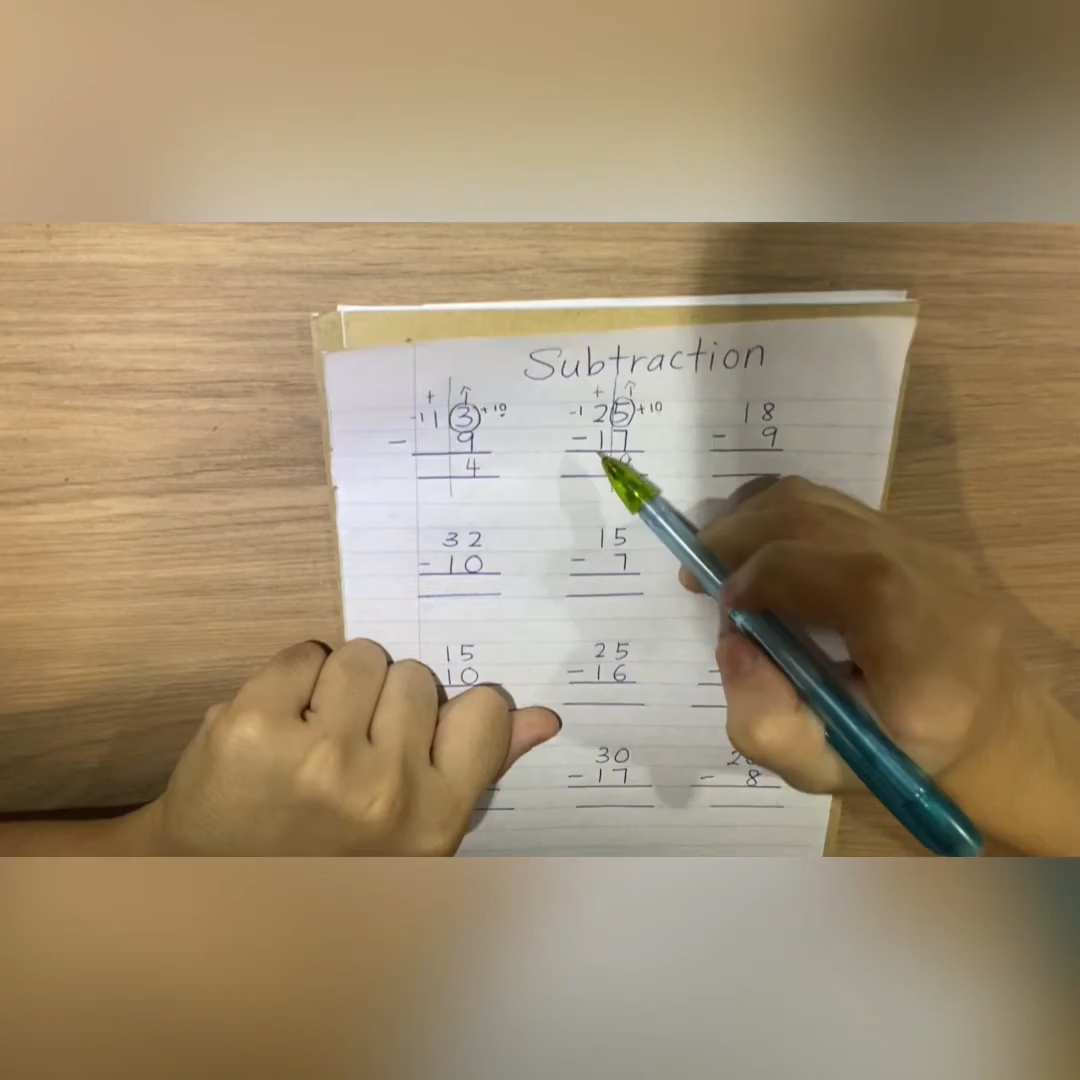 Subtraction
+ ↑ + ↑
-1 1 3 +10 -1 2 5 +10 18
- 9 - 17 - 9
4
32 15
- 10 - 7
15 25
10 - 16
30
- 17 - 8